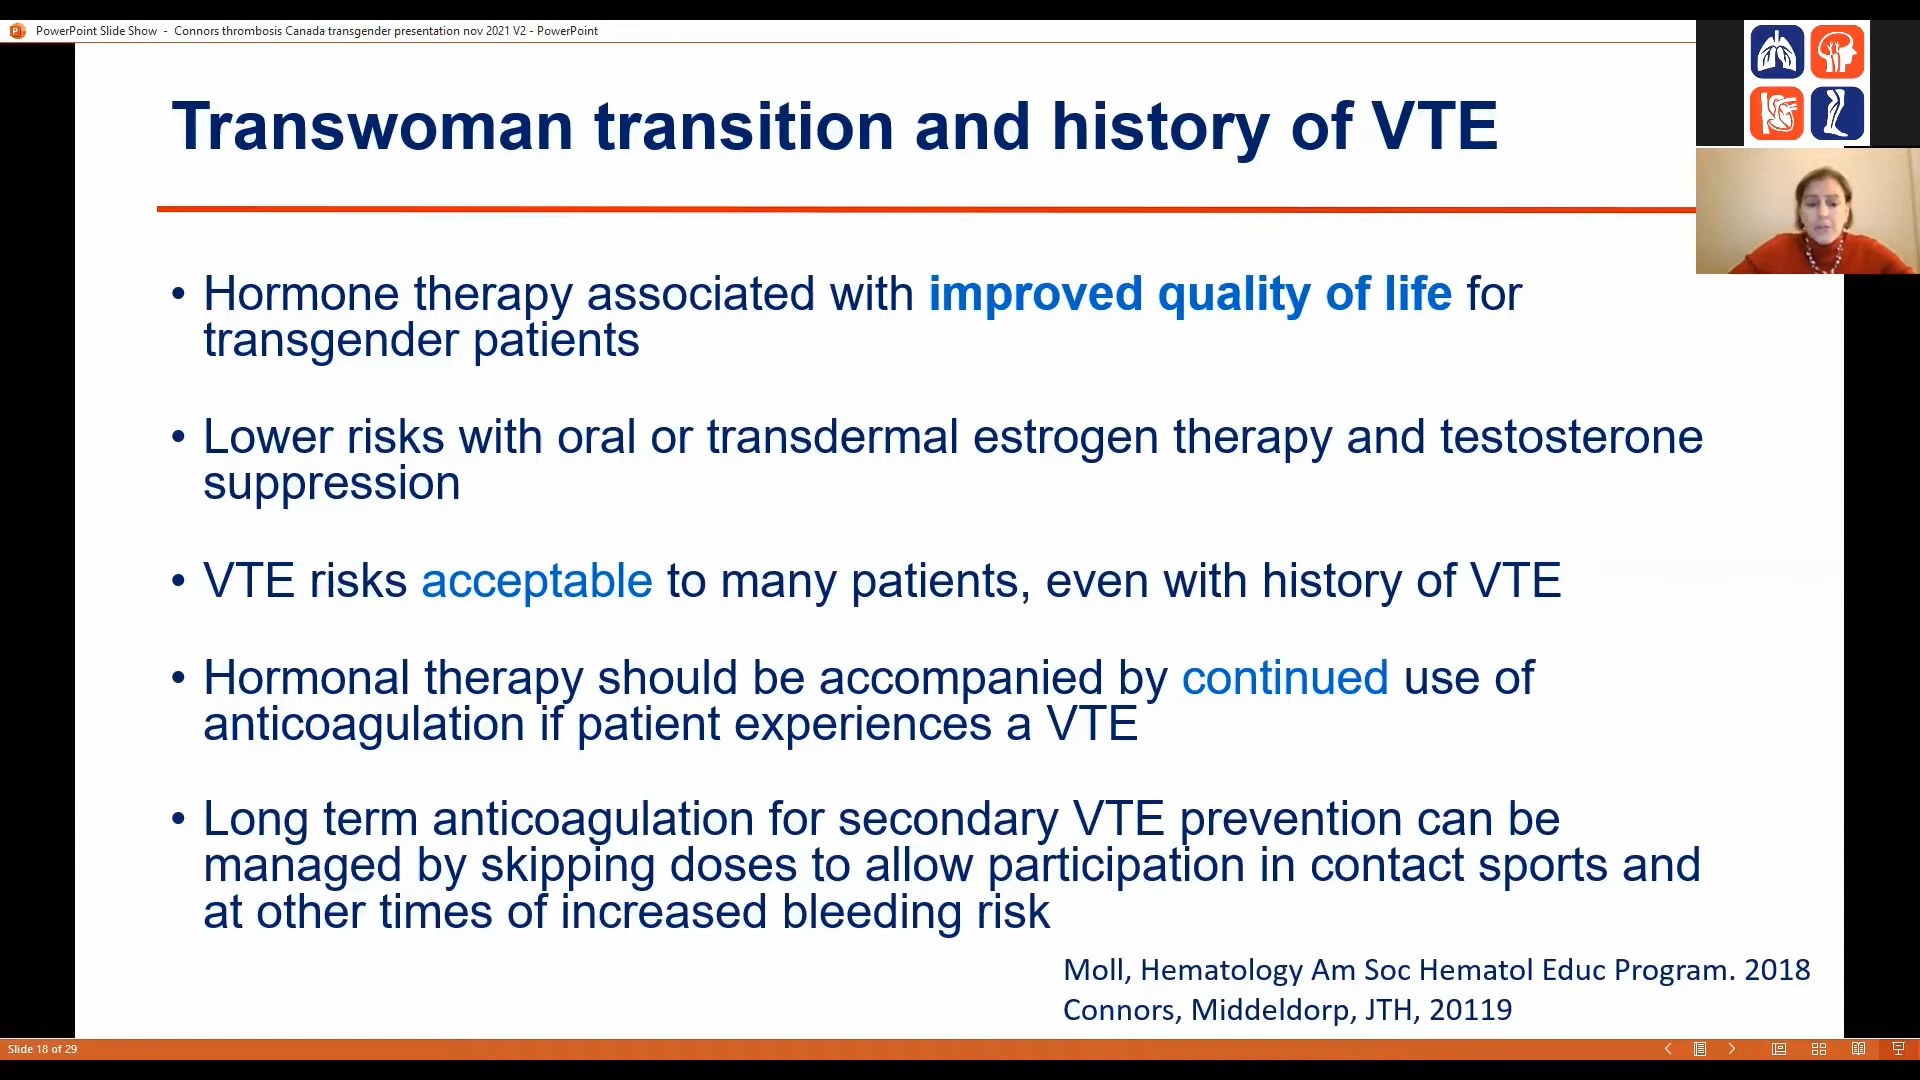 PowerPoint Slide Show - Connors thrombosis Canada transgender presentation nov 2021 V2 - PowerPoint
Transwoman transition and history of VTE
• Hormone therapy associated with improved quality of life for
transgender patients
• Lower risks with oral or transdermal estrogen therapy and testosterone
suppression
• VTE risks acceptable to many patients, even with history of VTE
• Hormonal therapy should be accompanied by continued use of
anticoagulation if patient experiences a VTE
• Long term anticoagulation for secondary VTE prevention can be
managed by skipping doses to allow participation in contact sports and
at other times of increased bleeding risk
Moll, Hematology Am Soc Hematol Educ Program. 2018
Connors, Middeldorp, JTH, 20119
Slide 18 of 29